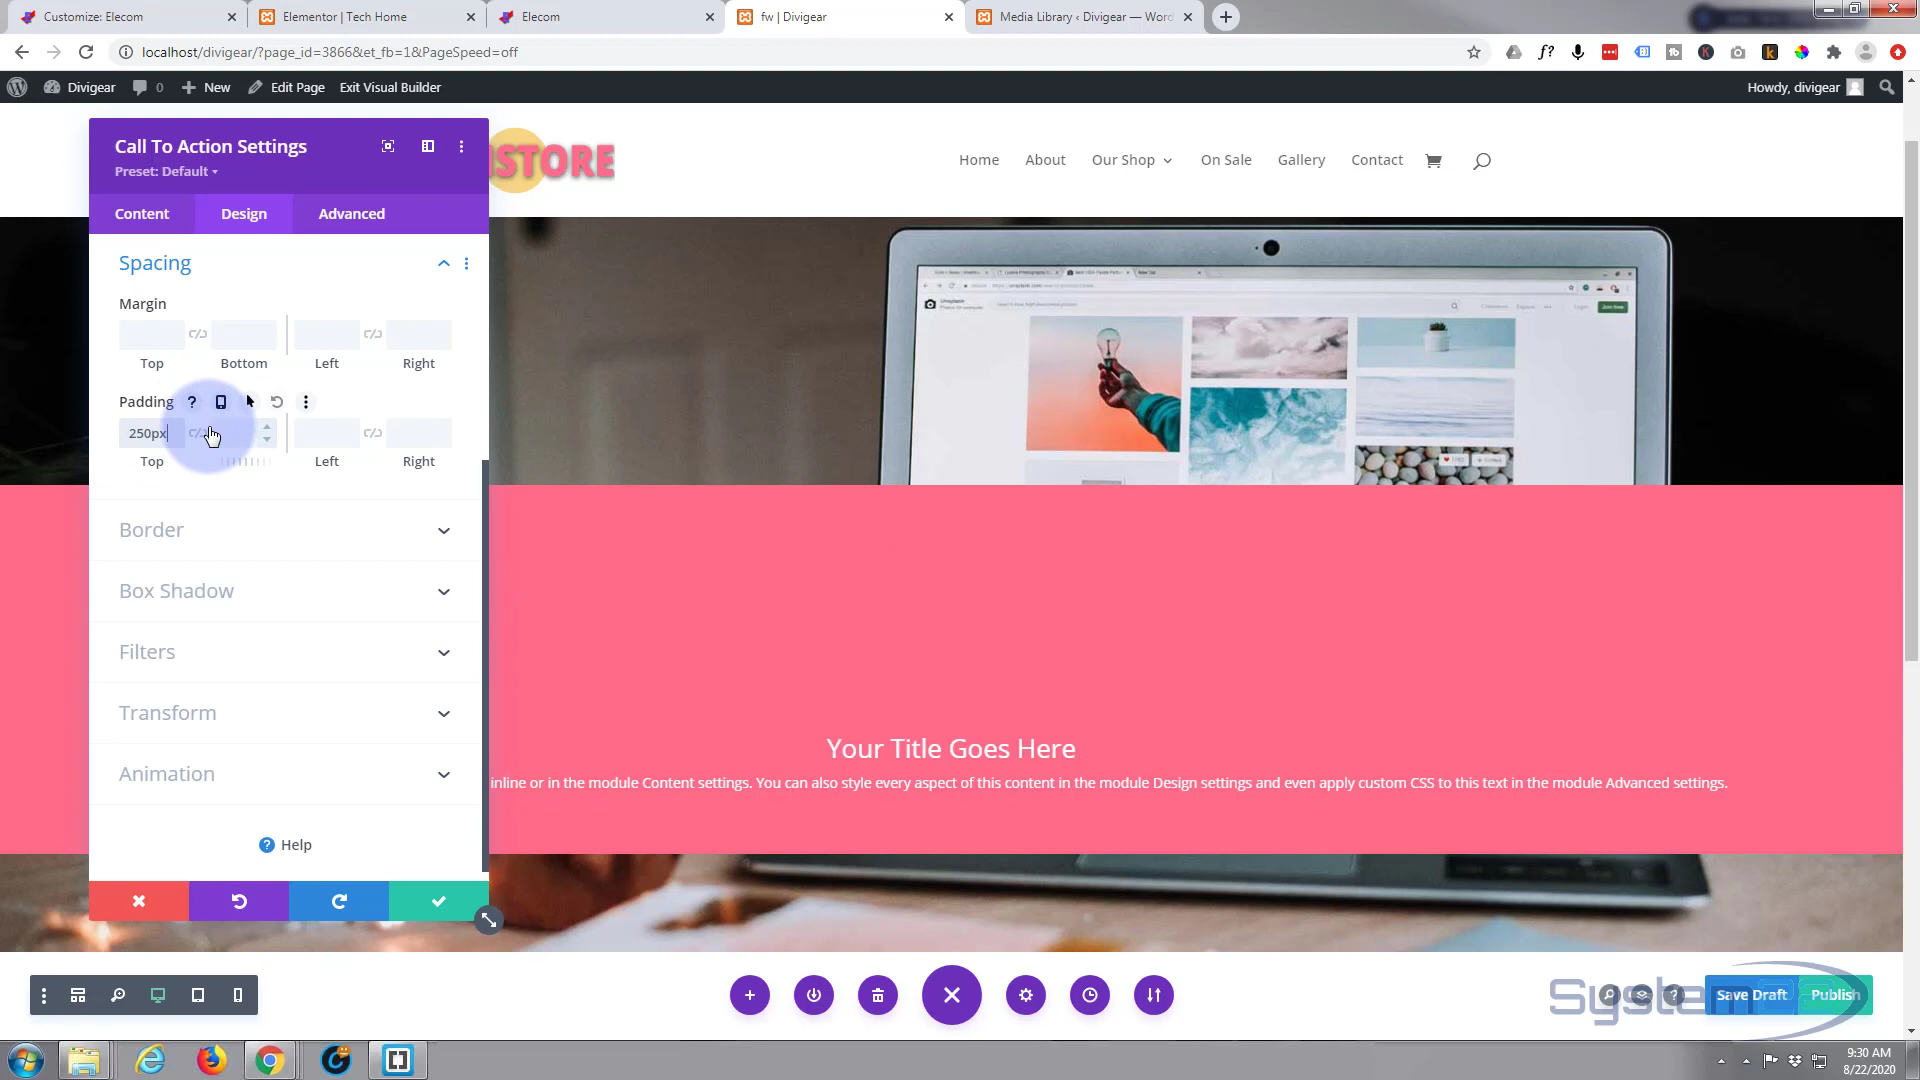 Customize: Elecom
Elementor | Tech Home
Elecom
fw | Divigear
Media Library ‹ Divigear — Word
localhost/divigear/?page_id=3866&et_fb=1&PageSpeed=off
Divigear
0
New
Edit Page
Exit Visual Builder
Howdy, divigear
Call To Action Settings
Preset: Default
Content
Design
Advanced
STORE
Home
About
Our Shop
On Sale
Gallery
Contact
Spacing
Margin
Top
Bottom
Left
Right
Padding
250px
Top
Left
Right
Border
Box Shadow
Filters
Transform
Animation
Help
Your Title Goes Here
inline or in the module Content settings. You can also style every aspect of this content in the module Design settings and even apply custom CSS to this text in the module Advanced settings.
Save Draft
Publish
System22
9:30 AM
8/22/2020